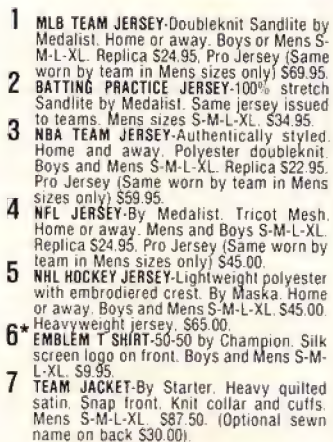 1 MLB TEAM JERSEY-Doubleknit Sandlite by
Medalist. Home or away. Boys or Mens S-
M-L-XL. Replica $24.95, Pro Jersey (Same
worn by team in Mens sizes only) $69.95.
2 BATTING PRACTICE JERSEY-100% stretch
Sandlite by Medalist. Same jersey issued
to teams. Mens sizes S-M-L-XL. $34.95.
3 NBA TEAM JERSEY-Authentically styled.
Home and away. Polyester doubleknit.
Boys and Mens S-M-L-XL. Replica $22.95.
Pro Jersey (Same worn by team in Mens
sizes only) $59.95.
4 NFL JERSEY-By Medalist. Tricot Mesh.
Home or away. Mens and Boys S-M-L-XL.
Replica $24.95. Pro Jersey (Same worn by
team in Mens sizes only) $45.00.
5 NHL HOCKEY JERSEY-Lightweight polyester
with embrodiered crest. By Maska. Home
or away. Boys and Mens S-M-L-XL. $45.00.
Heavyweight jersey. $65.00.
6* EMBLEM T SHIRT-50-50 by Champion. Silk
screen logo on front. Boys and Mens S-M-
L-XL. $9.95.
7 TEAM JACKET-By Starter. Heavy quilted
satin. Snap front. Knit collar and cuffs.
Mens S-M-L-XL. $87.50. (Optional sewn
name on back $30.00).